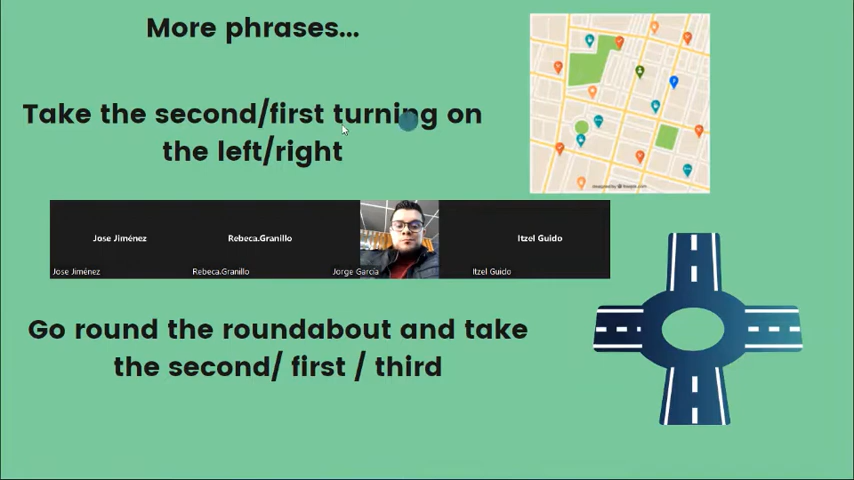 More phrases...
Take the second/first turning on
the left/right
Jose Jiménez
Rebeca.Granillo
Itzel Guido
Jose Jiménez
Rebeca.Granillo
Jorge García
Itzel Guido
Go round the roundabout and take
the second/ first / third